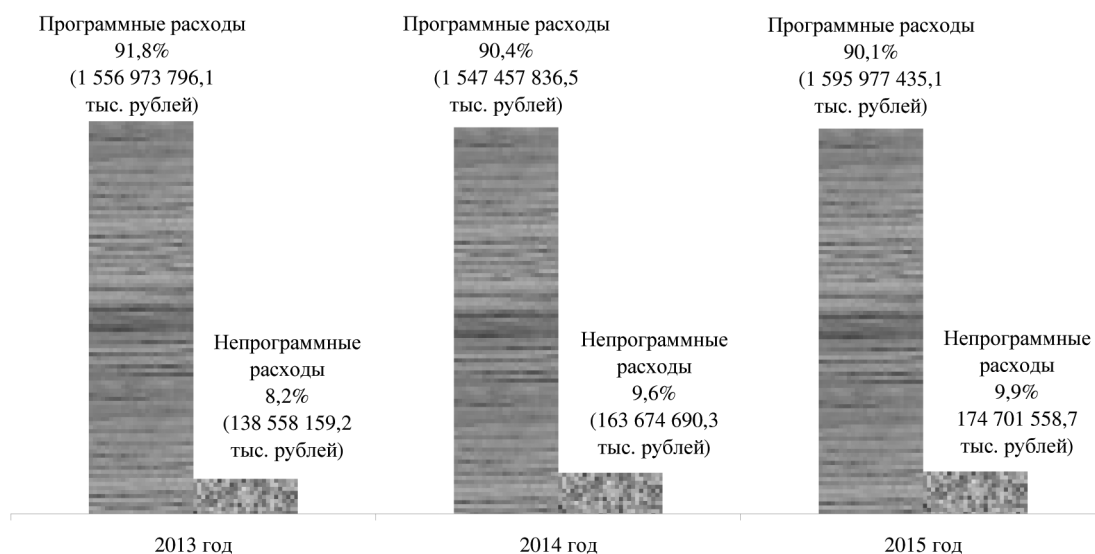 Программные расходы
91,8%
(1 556 973 796,1
тыс. рублей)
Непрограммные
расходы
8,2%
(138 558 159,2
тыс. рублей)
2013 год
Программные расходы
90,4%
(1 547 457 836,5
тыс. рублей)
Непрограммные
расходы
9,6%
(163 674 690,3
тыс. рублей)
2014 год
Программные расходы
90,1%
(1 595 977 435,1
тыс. рублей)
Непрограммные
расходы
9,9%
174 701 558,7
тыс. рублей)
2015 год